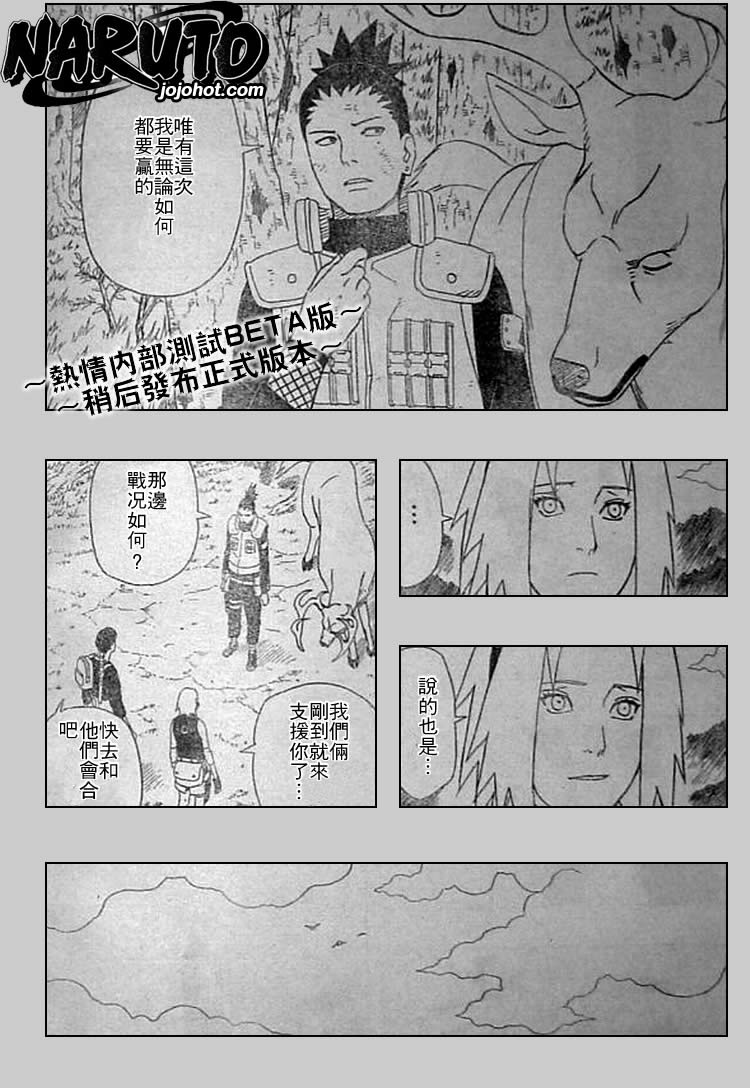 NARUTO
jojohot.com
唯有這次
我是無論如何
都要贏的
~熱情內部測試BETA版~
~稍后發布正式版本~
…
說的也是…
那邊
戰況如何？
我們倆
剛到就來
支援你了…
快去和
他們會合
吧